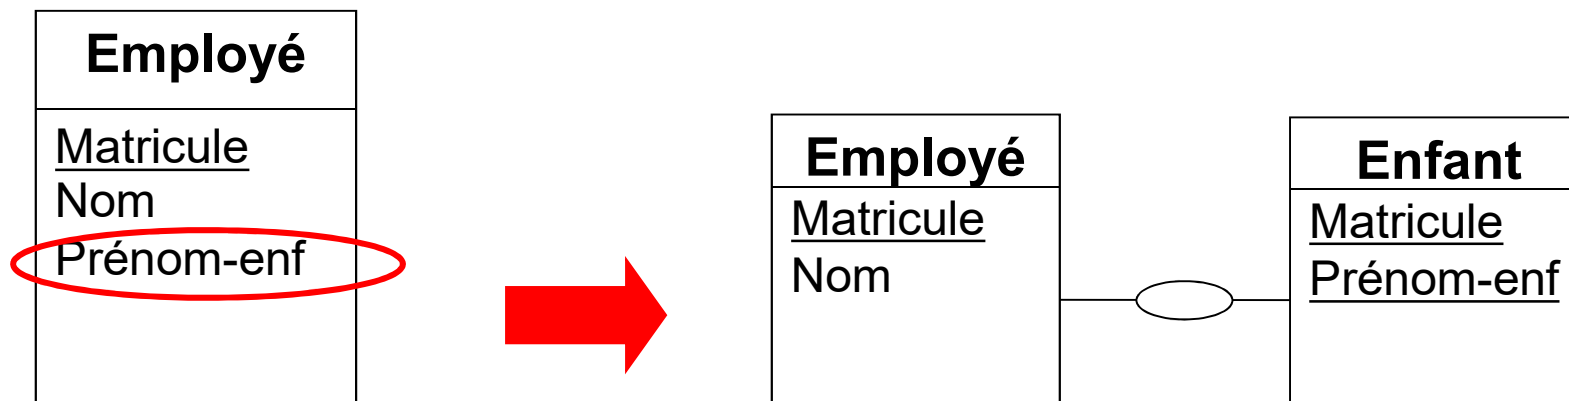 Employé
Matricule
Nom
Prénom-enf
Employé
Matricule
Nom
Enfant
Matricule
Prénom-enf